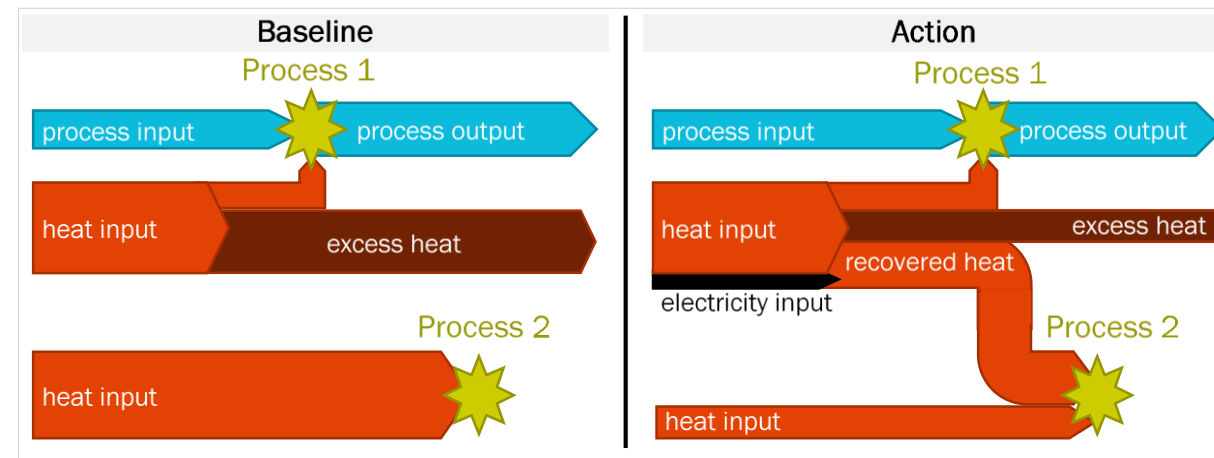 Baseline
Process 1
process input
process output
heat input
excess heat
Process 2
heat input
Action
Process 1
process input
process output
heat input
excess heat
recovered heat
electricity input
Process 2
heat input